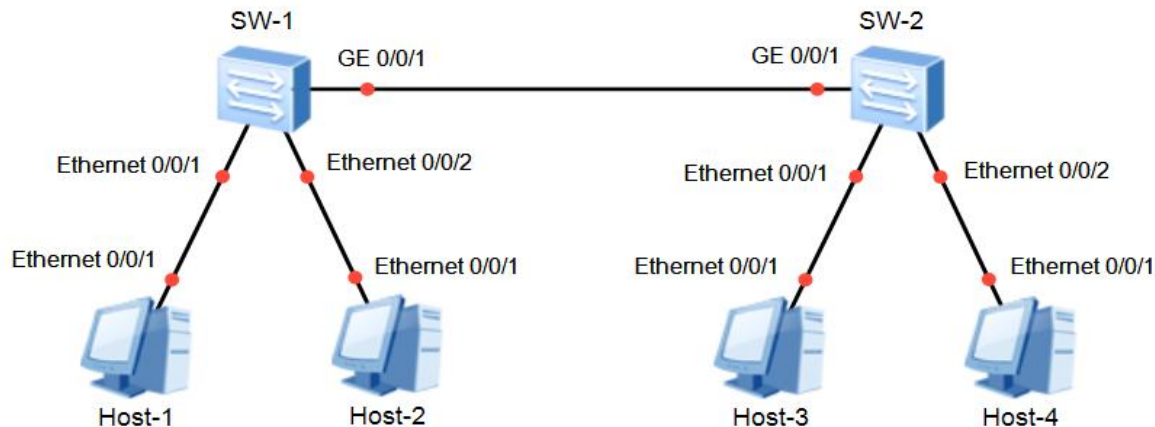 SW-1
SW-2
GE 0/0/1
GE 0/0/1
Ethernet 0/0/1
Ethernet 0/0/2
Ethernet 0/0/1
Ethernet 0/0/2
Ethernet 0/0/1
Ethernet 0/0/1
Ethernet 0/0/1
Ethernet 0/0/1
Host-1
Host-2
Host-3
Host-4